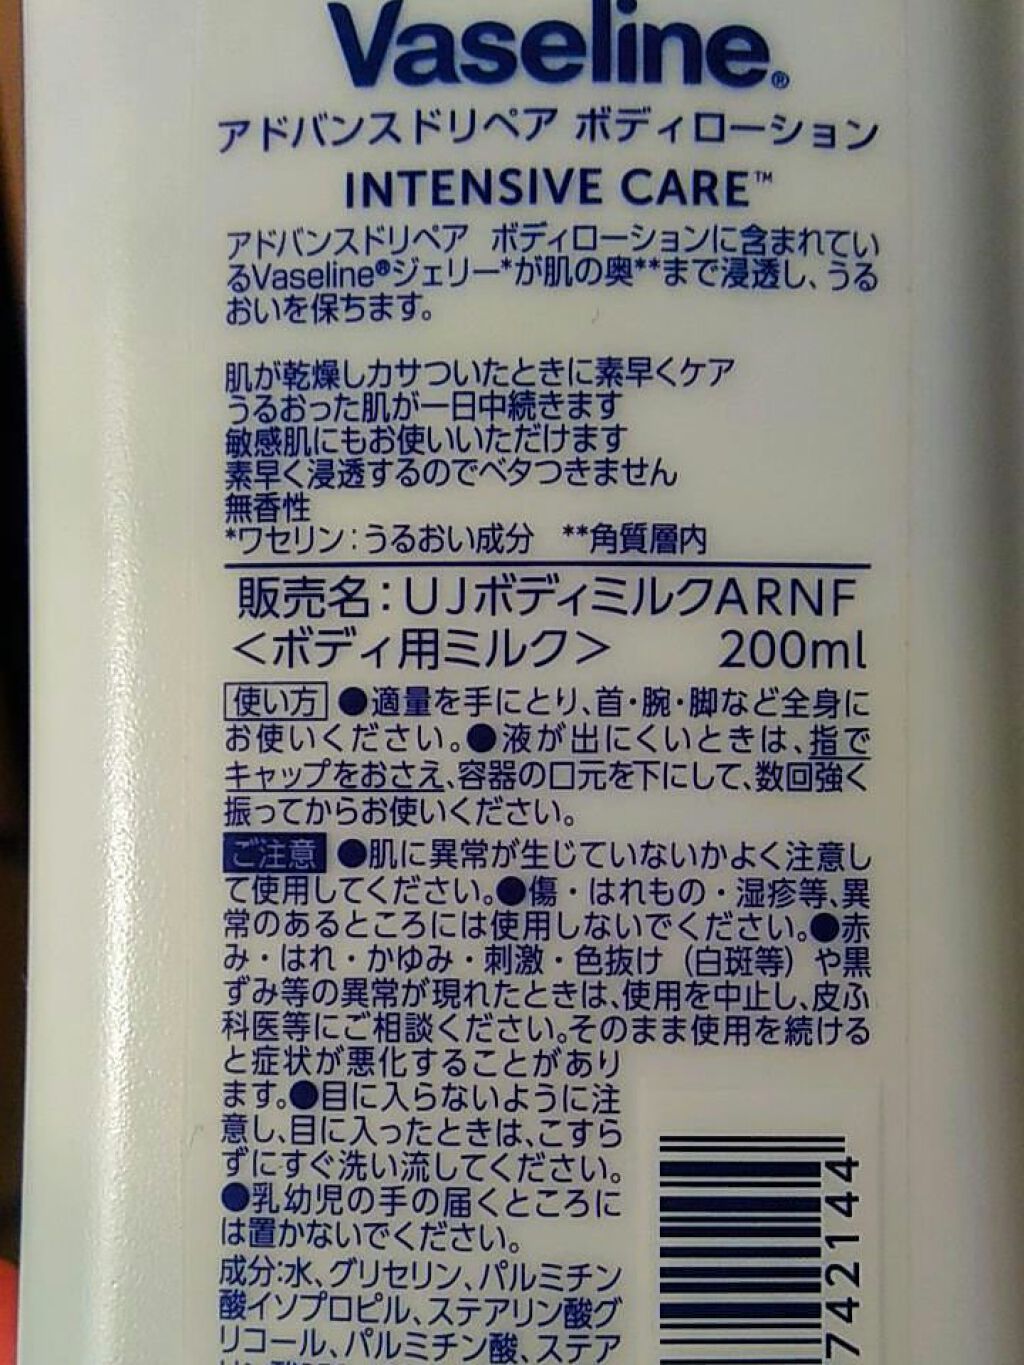 Vaseline®
アドバンスドリペア ボディローション
INTENSIVE CARE™
アドバンスドリペア ボディローションに含まれてい
るVaseline®ジェリー*が肌の奥**まで浸透し、うる
おいを保ちます。
肌が乾燥しカサついたときに素早くケア
うるおった肌が一日中続きます
敏感肌にもお使いいただけます
素早く浸透するのでベタつきません
無香性
*ワセリン:うるおい成分 **角質層内
販売名:UJボディミルクARNF
<ボディ用ミルク> 200ml
使い方 ●適量を手にとり、首・腕・脚など全身に
お使いください。●液が出にくいときは、指で
キャップをおさえ、容器の口元を下にして、数回強く
振ってからお使いください。
ご注意 ●肌に異常が生じていないかよく注意し
て使用してください。●傷・はれもの・湿疹等、異
常のあるところには使用しないでください。●赤
み・はれ・かゆみ・刺激・色抜け(白斑等)や黒
ずみ等の異常が現れたときは、使用を中止し、皮ふ
科医等にご相談ください。そのまま使用を続ける
と症状が悪化することがあり
ます。●目に入らないように注
意し、目に入ったときは、こすら
ずにすぐ洗い流してください。
●乳幼児の手の届くところに
は置かないでください。
成分:水、グリセリン、パルミチン
酸イソプロピル、ステアリン酸グ
リコール、パルミチン酸、ステア
742144